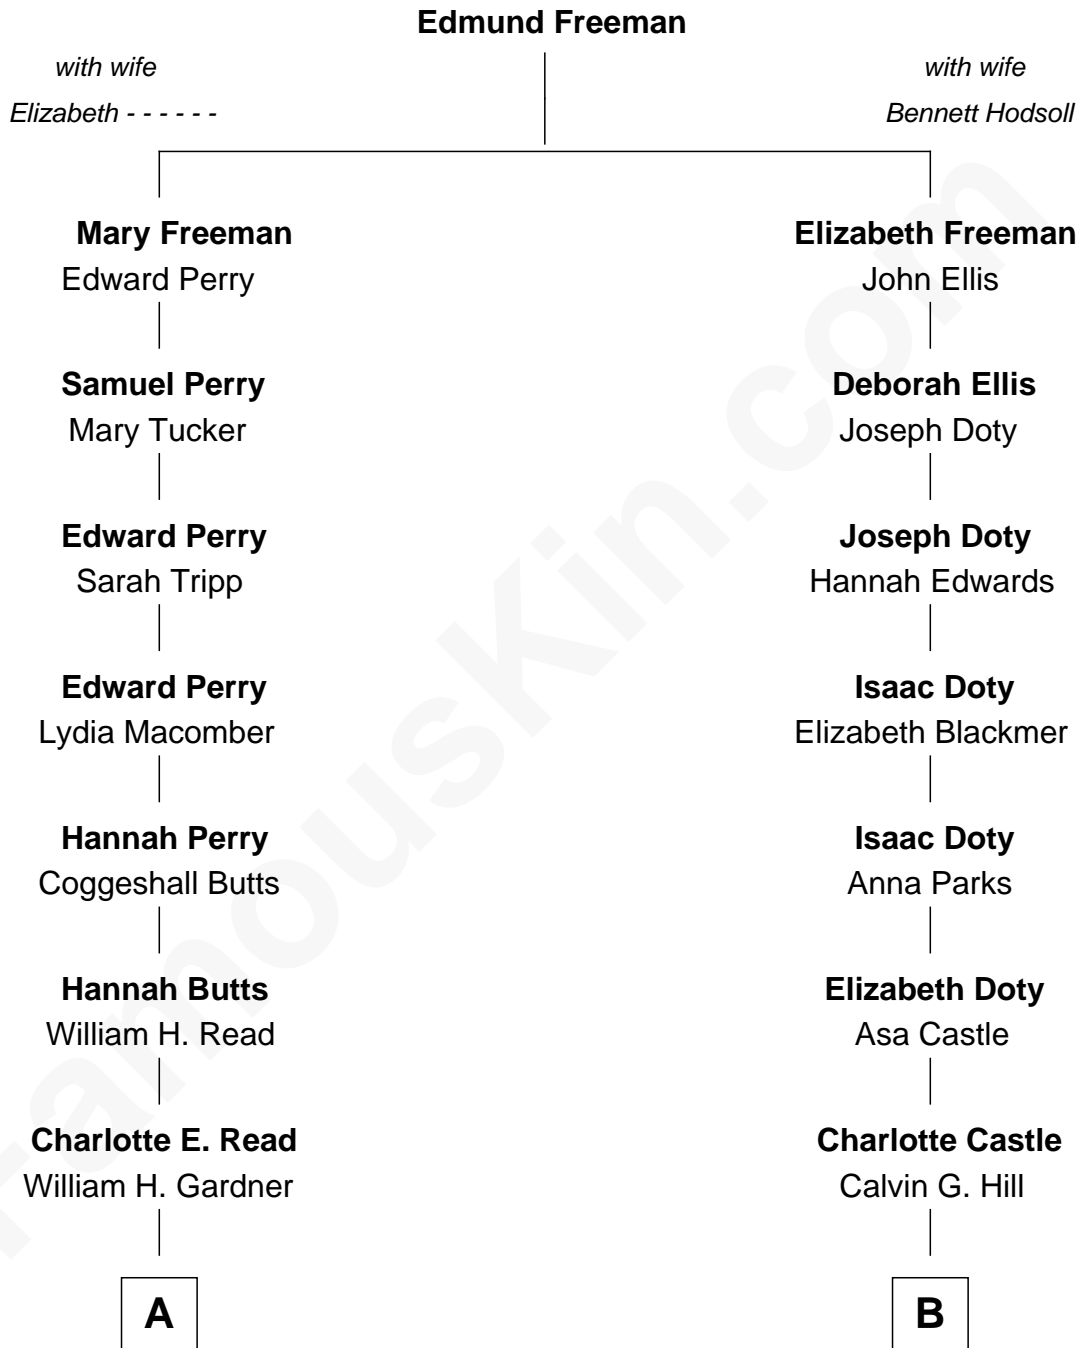 Edmund Freeman
with wife
Elizabeth - - - - - -
with wife
Bennett Hodsoll
Mary Freeman
Edward Perry
Elizabeth Freeman
John Ellis
Samuel Perry
Mary Tucker
Deborah Ellis
Joseph Doty
Edward Perry
Sarah Tripp
Joseph Doty
Hannah Edwards
Edward Perry
Lydia Macomber
Isaac Doty
Elizabeth Blackmer
Hannah Perry
Coggeshall Butts
Isaac Doty
Anna Parks
Hannah Butts
William H. Read
Elizabeth Doty
Asa Castle
Charlotte E. Read
William H. Gardner
Charlotte Castle
Calvin G. Hill
A
B
FamousKin.com